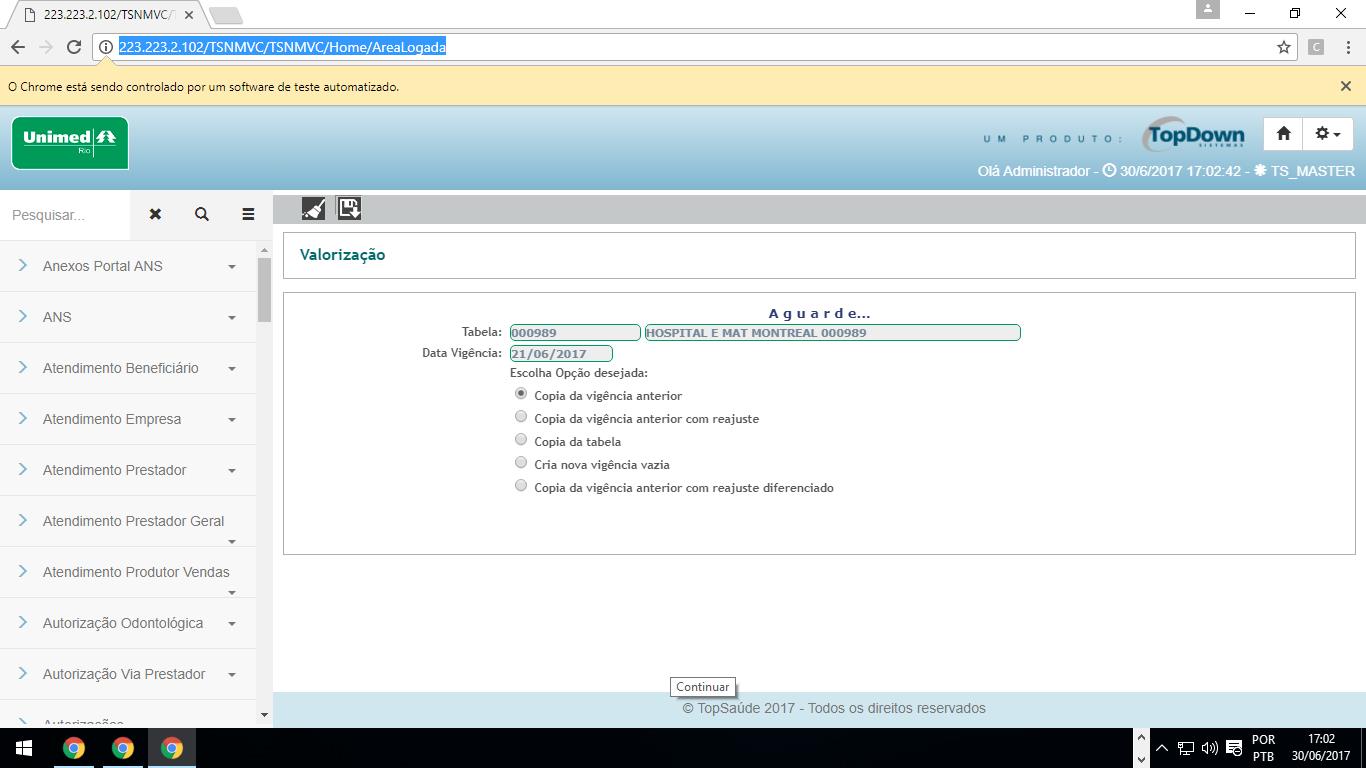 223.223.2.102/TSNMVC/T
223.223.2.102/TSNMVC/TSNMVC/Home/AreaLogada
C
O Chrome está sendo controlado por um software de teste automatizado.
Unimed
Rio
UM PRODUTO:
TopDown
SISTEMAS
Olá Administrador - 30/6/2017 17:02:42 - TS_MASTER
Pesquisar...
Valorização
Anexos Portal ANS
ANS
Atendimento Beneficiário
Atendimento Empresa
Atendimento Prestador
Atendimento Prestador Geral
Atendimento Produtor Vendas
Autorização Odontológica
Autorização Via Prestador
Autorizações
A g u a r d e...
Tabela: 000989 HOSPITAL E MAT MONTREAL 000989
Data Vigência: 21/06/2017
Escolha Opção desejada:
Copia da vigência anterior
Copia da vigência anterior com reajuste
Copia da tabela
Cria nova vigência vazia
Copia da vigência anterior com reajuste diferenciado
Continuar
© TopSaúde 2017 - Todos os direitos reservados
POR
PTB
17:02
30/06/2017